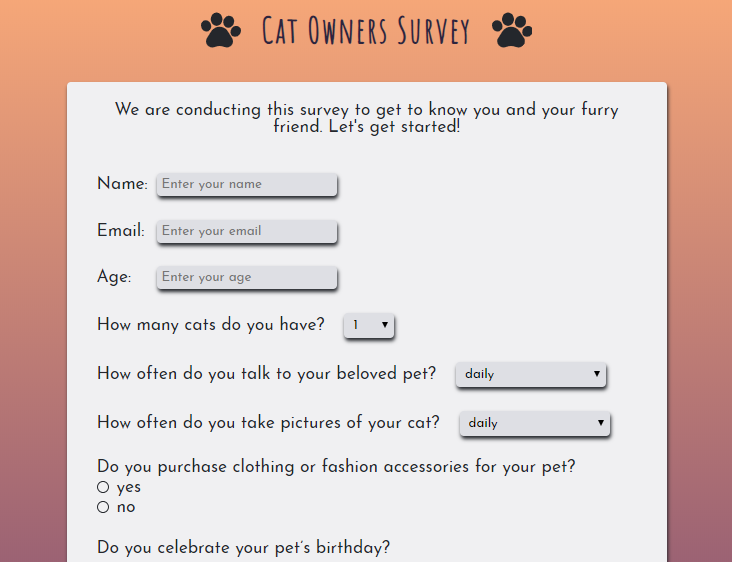 Cat Owners Survey
We are conducting this survey to get to know you and your furry
friend. Let's get started!
Name: Enter your name
Email: Enter your email
Age: Enter your age
How many cats do you have? 1
How often do you talk to your beloved pet? daily
How often do you take pictures of your cat? daily
Do you purchase clothing or fashion accessories for your pet?
yes
no
Do you celebrate your pet’s birthday?